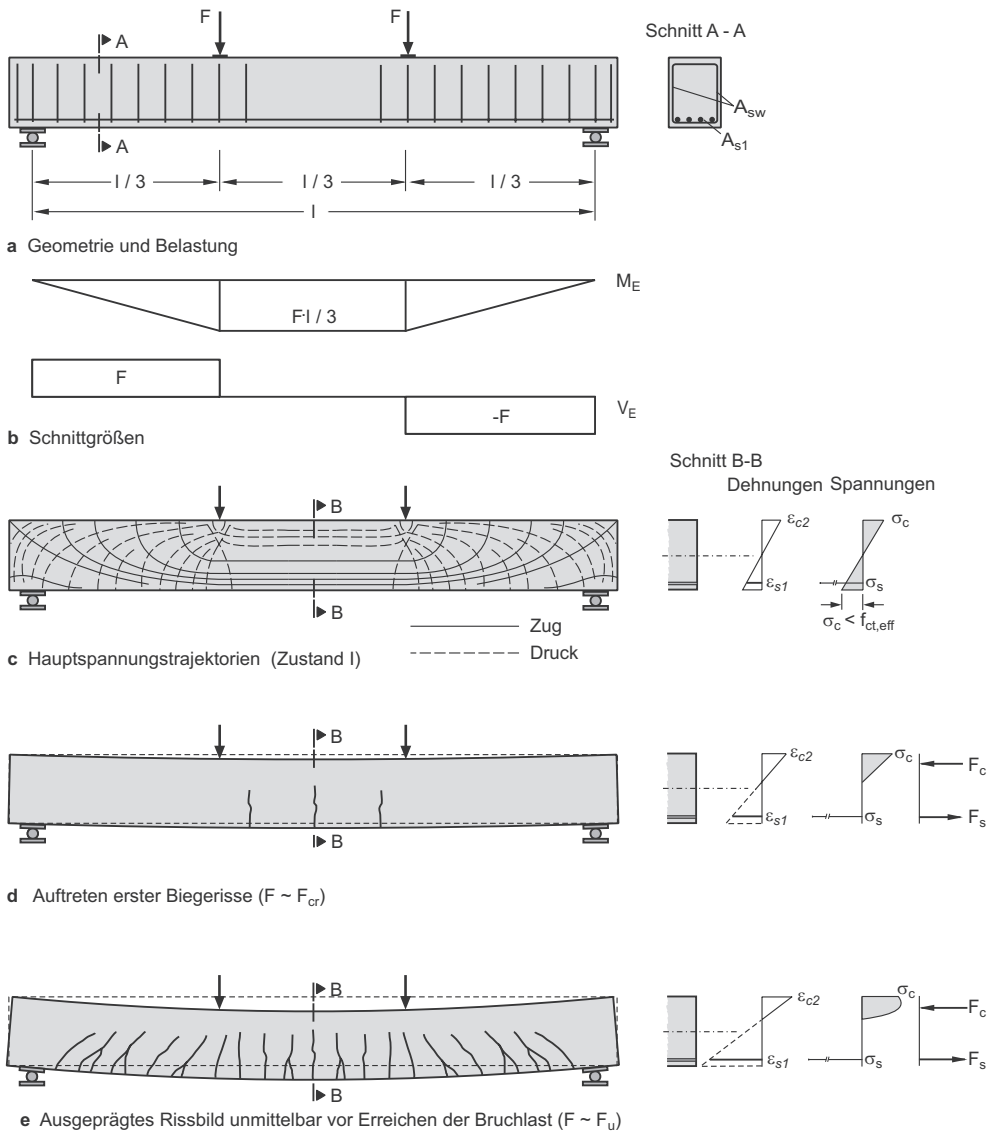 F F
Schnitt A - A
A
A
A_sw
A_s1
l / 3 l / 3 l / 3
l
a Geometrie und Belastung
M_E
F·l / 3
F
-F V_E
b Schnittgrößen
Schnitt B-B
Dehnungen Spannungen
B
ε_c2 σ_c
ε_s1 σ_s
B
σ_c < f_ct,eff
Zug
Druck
c Hauptspannungstrajektorien (Zustand I)
B
ε_c2 σ_c F_c
ε_s1 σ_s F_s
B
d Auftreten erster Biegerisse (F ~ F_cr)
B
ε_c2 σ_c F_c
ε_s1 σ_s F_s
B
e Ausgeprägtes Rissbild unmittelbar vor Erreichen der Bruchlast (F ~ F_u)